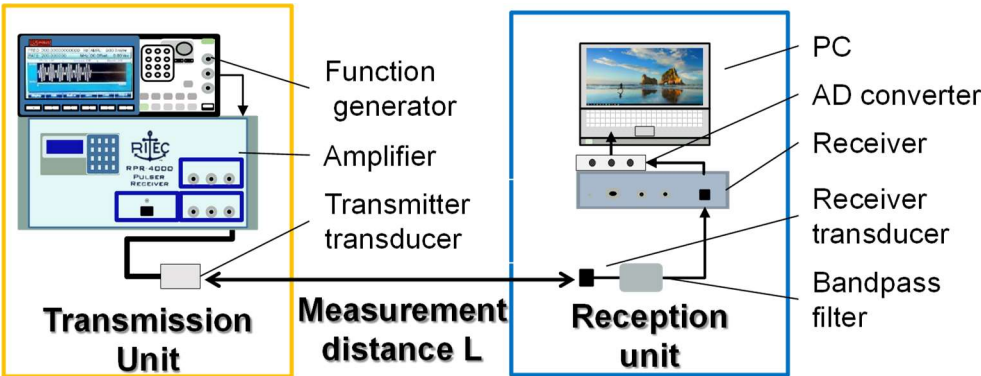 Function
generator
RITEC
RPR-4000
PULSER
RECEIVER
Amplifier
Transmitter
transducer
Transmission
Unit
Measurement
distance L
PC
AD converter
Receiver
Receiver
transducer
Bandpass
filter
Reception
unit